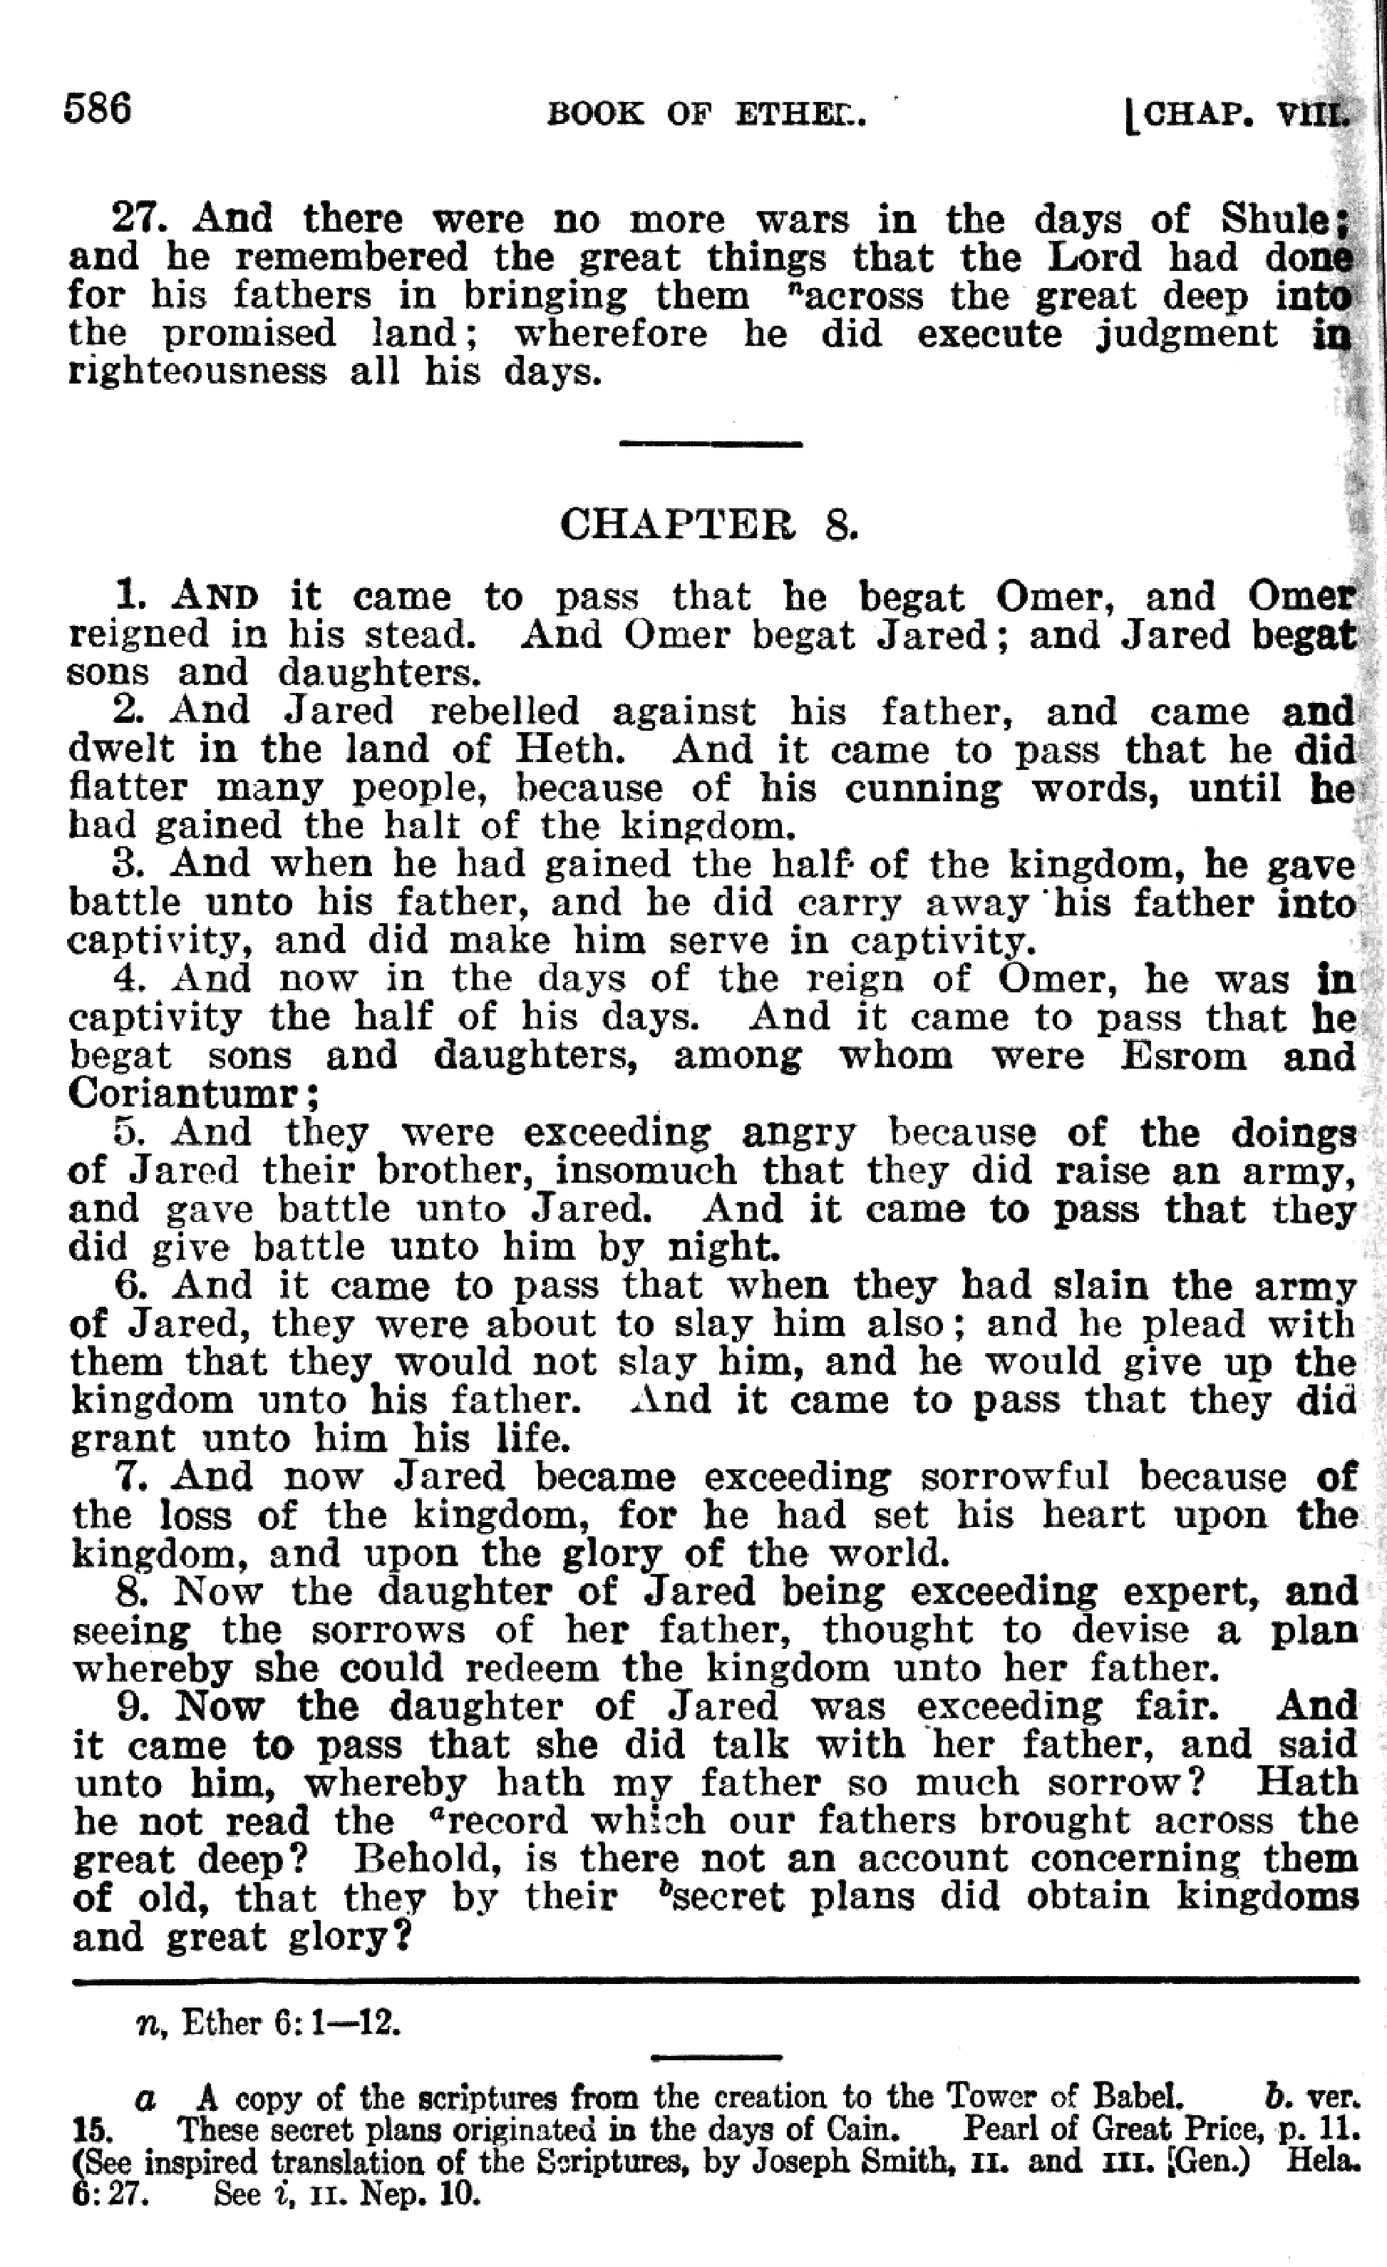 586 BOOK OF ETHER. [CHAP. VIII.
27. And there were no more wars in the days of Shule;
and he remembered the great things that the Lord had done
for his fathers in bringing them ⁿacross the great deep into
the promised land; wherefore he did execute judgment in
righteousness all his days.
CHAPTER 8.
1. AND it came to pass that he begat Omer, and Omer
reigned in his stead. And Omer begat Jared; and Jared begat
sons and daughters.
2. And Jared rebelled against his father, and came and
dwelt in the land of Heth. And it came to pass that he did
flatter many people, because of his cunning words, until he
had gained the half of the kingdom.
3. And when he had gained the half of the kingdom, he gave
battle unto his father, and he did carry away his father into
captivity, and did make him serve in captivity.
4. And now in the days of the reign of Omer, he was in
captivity the half of his days. And it came to pass that he
begat sons and daughters, among whom were Esrom and
Coriantumr;
5. And they were exceeding angry because of the doings
of Jared their brother, insomuch that they did raise an army,
and gave battle unto Jared. And it came to pass that they
did give battle unto him by night.
6. And it came to pass that when they had slain the army
of Jared, they were about to slay him also; and he plead with
them that they would not slay him, and he would give up the
kingdom unto his father. And it came to pass that they did
grant unto him his life.
7. And now Jared became exceeding sorrowful because of
the loss of the kingdom, for he had set his heart upon the
kingdom, and upon the glory of the world.
8. Now the daughter of Jared being exceeding expert, and
seeing the sorrows of her father, thought to devise a plan
whereby she could redeem the kingdom unto her father.
9. Now the daughter of Jared was exceeding fair. And
it came to pass that she did talk with her father, and said
unto him, whereby hath my father so much sorrow? Hath
he not read the ᵃrecord which our fathers brought across the
great deep? Behold, is there not an account concerning them
of old, that they by their ᵇsecret plans did obtain kingdoms
and great glory?
n, Ether 6: 1—12.
a A copy of the scriptures from the creation to the Tower of Babel. b. ver.
15. These secret plans originated in the days of Cain. Pearl of Great Price, p. 11.
(See inspired translation of the Scriptures, by Joseph Smith, II. and III. [Gen.) Hela.
6: 27. See i, II. Nep. 10.